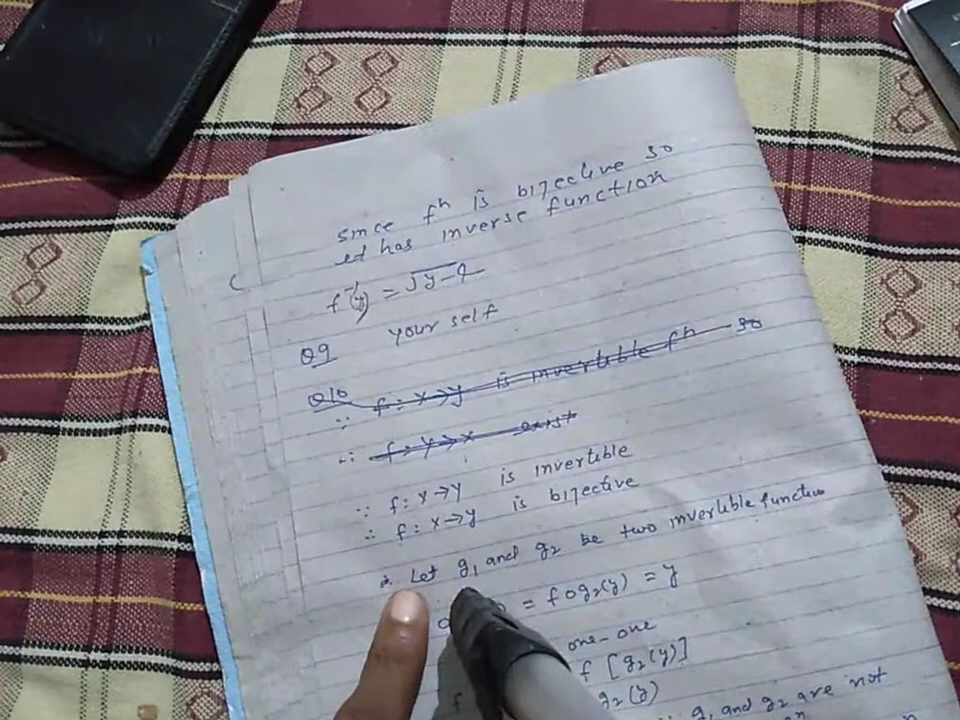 since fⁿ is bijective so
it has inverse function
f⁻¹(y) = √y-9
Q9 your self
Q10
∵ f: x→y is invertible fⁿ so
∴ f: y→x exist
∵ f: x→y is invertible
∴ f: x→y is bijective
Let g₁ and g₂ be two invertible function
= fog₂(y) = y
one-one
f [g₂(y)]
g₂(y)
g₁ and g₂ are not